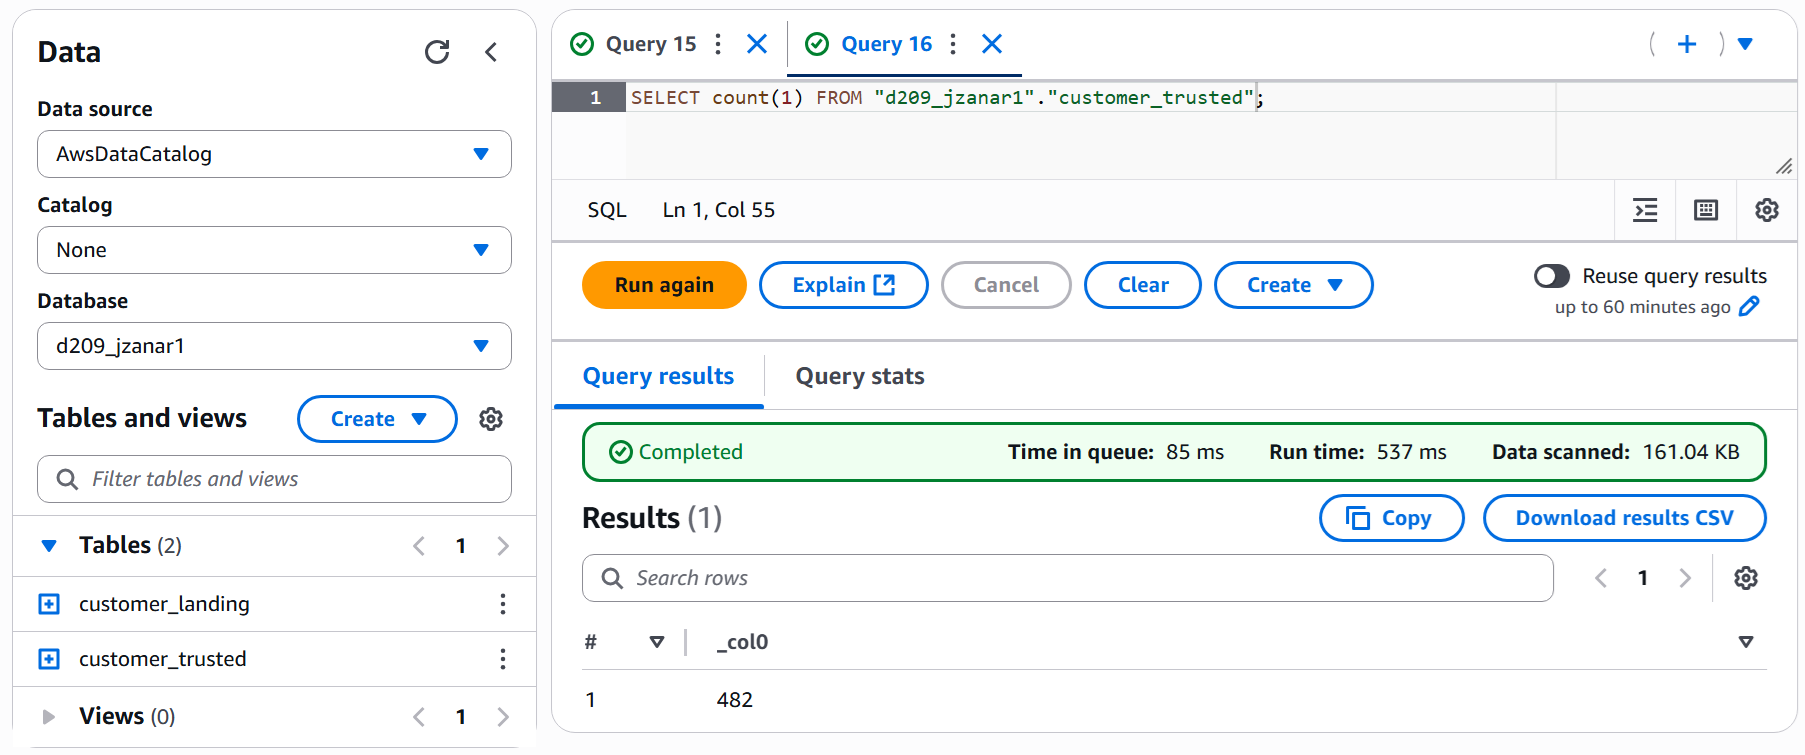 Data
Data source
AwsDataCatalog
Catalog
None
Database
d209_jzanar1
Tables and views
Create
Filter tables and views
Tables (2)
1
customer_landing
customer_trusted
Views (0)
1
Query 15
Query 16
1 SELECT count(1) FROM "d209_jzanar1"."customer_trusted";
SQL Ln 1, Col 55
Run again Explain Cancel Clear Create
Reuse query results
up to 60 minutes ago
Query results Query stats
Completed Time in queue: 85 ms Run time: 537 ms Data scanned: 161.04 KB
Results (1) Copy Download results CSV
Search rows 1
# _col0
1 482